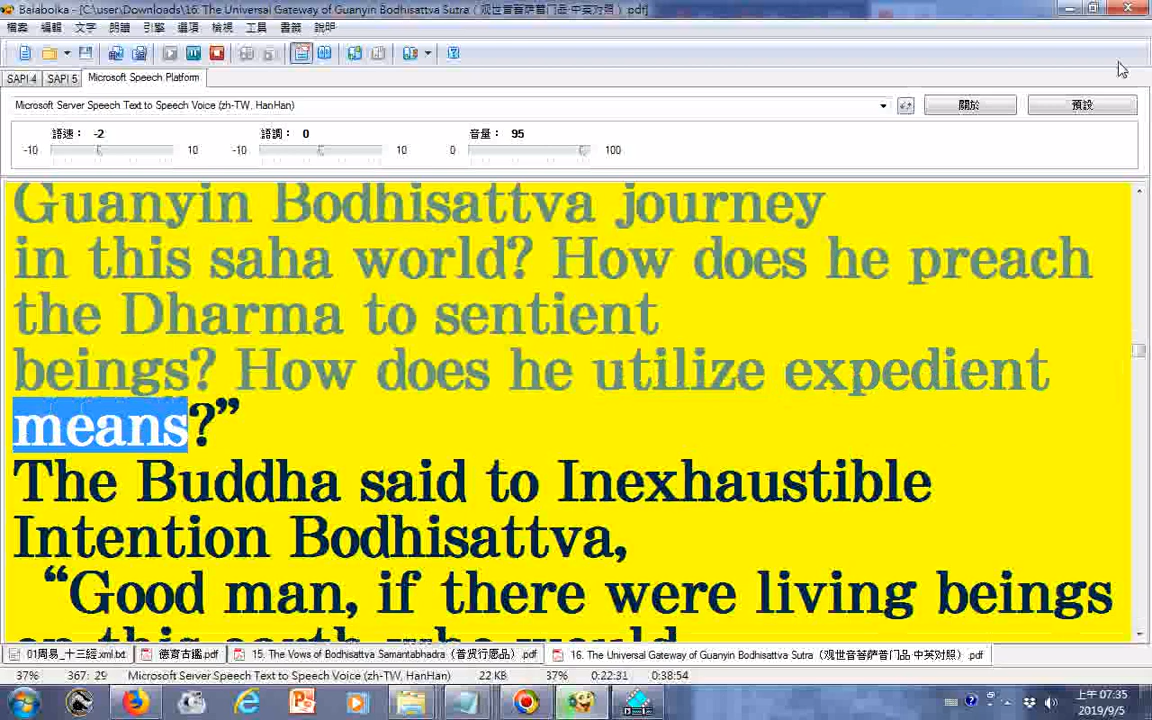 Balabolka - [C:\user\Downloads\16. The Universal Gateway of Guanyin Bodhisattva Sutra（观世音菩萨普门品 中英对照）.pdf]
檔案 編輯 文字 朗讀 引擎 選項 檢視 工具 書籤 說明
SAPI 4 SAPI 5 Microsoft Speech Platform
Microsoft Server Speech Text to Speech Voice (zh-TW, HanHan) 關於 預設
語速： -2 語調： 0 音量： 95
-10 10 -10 10 0 100
Guanyin Bodhisattva journey
in this saha world? How does he preach
the Dharma to sentient
beings? How does he utilize expedient
means?”
The Buddha said to Inexhaustible
Intention Bodhisattva,
“Good man, if there were living beings
on this earth who would
01周易_十三經.xml.txt 德育古鑑.pdf 15. The Vows of Bodhisattva Samantabhadra（普贤行愿品）.pdf 16. The Universal Gateway of Guanyin Bodhisattva Sutra（观世音菩萨普门品 中英对照）.pdf
37% 367: 29 Microsoft Server Speech Text to Speech Voice (zh-TW, HanHan) 22 KB 37% 0:22:31 0:38:54
上午 07:35
2019/9/5